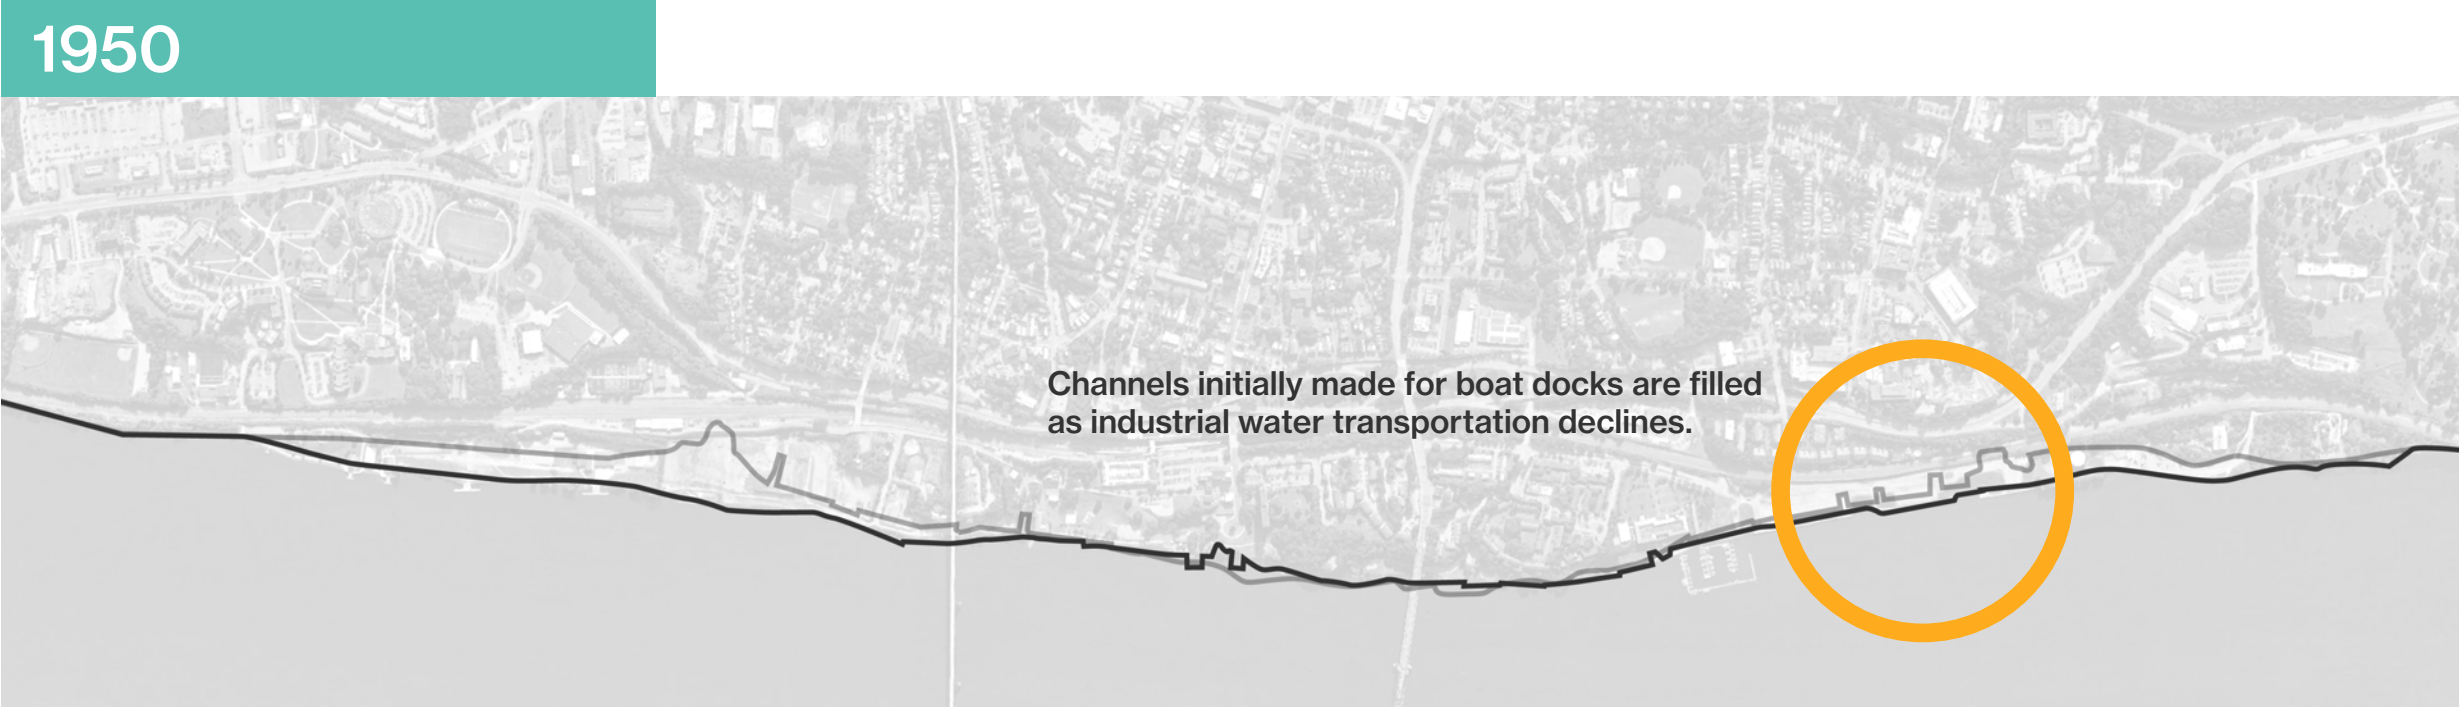 1950
Channels initially made for boat docks are filled
as industrial water transportation declines.